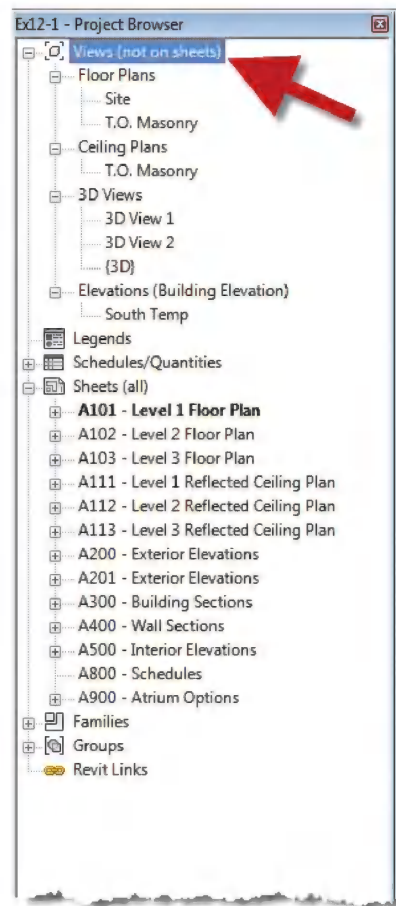 Ex12-1 - Project Browser
Views (not on sheets)
Floor Plans
Site
T.O. Masonry
Ceiling Plans
T.O. Masonry
3D Views
3D View 1
3D View 2
{3D}
Elevations (Building Elevation)
South Temp
Legends
Schedules/Quantities
Sheets (all)
A101 - Level 1 Floor Plan
A102 - Level 2 Floor Plan
A103 - Level 3 Floor Plan
A111 - Level 1 Reflected Ceiling Plan
A112 - Level 2 Reflected Ceiling Plan
A113 - Level 3 Reflected Ceiling Plan
A200 - Exterior Elevations
A201 - Exterior Elevations
A300 - Building Sections
A400 - Wall Sections
A500 - Interior Elevations
A800 - Schedules
A900 - Atrium Options
Families
Groups
Revit Links